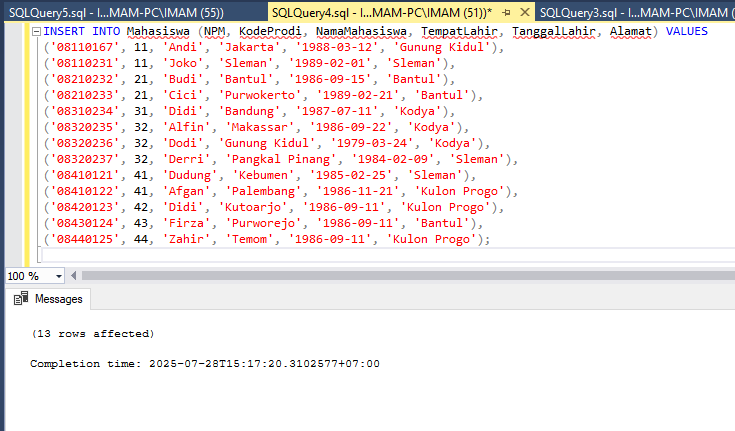 SQLQuery5.sql - I...MAM-PC\IMAM (55)) SQLQuery4.sql - I...MAM-PC\IMAM (51))* SQLQuery3.sql - I...MAM-PC\IMAM (
INSERT INTO Mahasiswa (NPM, KodeProdi, NamaMahasiswa, TempatLahir, TanggalLahir, Alamat) VALUES
('08110167', 11, 'Andi', 'Jakarta', '1988-03-12', 'Gunung Kidul'),
('08110231', 11, 'Joko', 'Sleman', '1989-02-01', 'Sleman'),
('08210232', 21, 'Budi', 'Bantul', '1986-09-15', 'Bantul'),
('08210233', 21, 'Cici', 'Purwokerto', '1989-02-21', 'Bantul'),
('08310234', 31, 'Didi', 'Bandung', '1987-07-11', 'Kodya'),
('08320235', 32, 'Alfin', 'Makassar', '1986-09-22', 'Kodya'),
('08320236', 32, 'Dodi', 'Gunung Kidul', '1979-03-24', 'Kodya'),
('08320237', 32, 'Derri', 'Pangkal Pinang', '1984-02-09', 'Sleman'),
('08410121', 41, 'Dudung', 'Kebumen', '1985-02-25', 'Sleman'),
('08410122', 41, 'Afgan', 'Palembang', '1986-11-21', 'Kulon Progo'),
('08420123', 42, 'Didi', 'Kutoarjo', '1986-09-11', 'Kulon Progo'),
('08430124', 43, 'Firza', 'Purworejo', '1986-09-11', 'Bantul'),
('08440125', 44, 'Zahir', 'Temom', '1986-09-11', 'Kulon Progo');
100 %
Messages
(13 rows affected)
Completion time: 2025-07-28T15:17:20.3102577+07:00